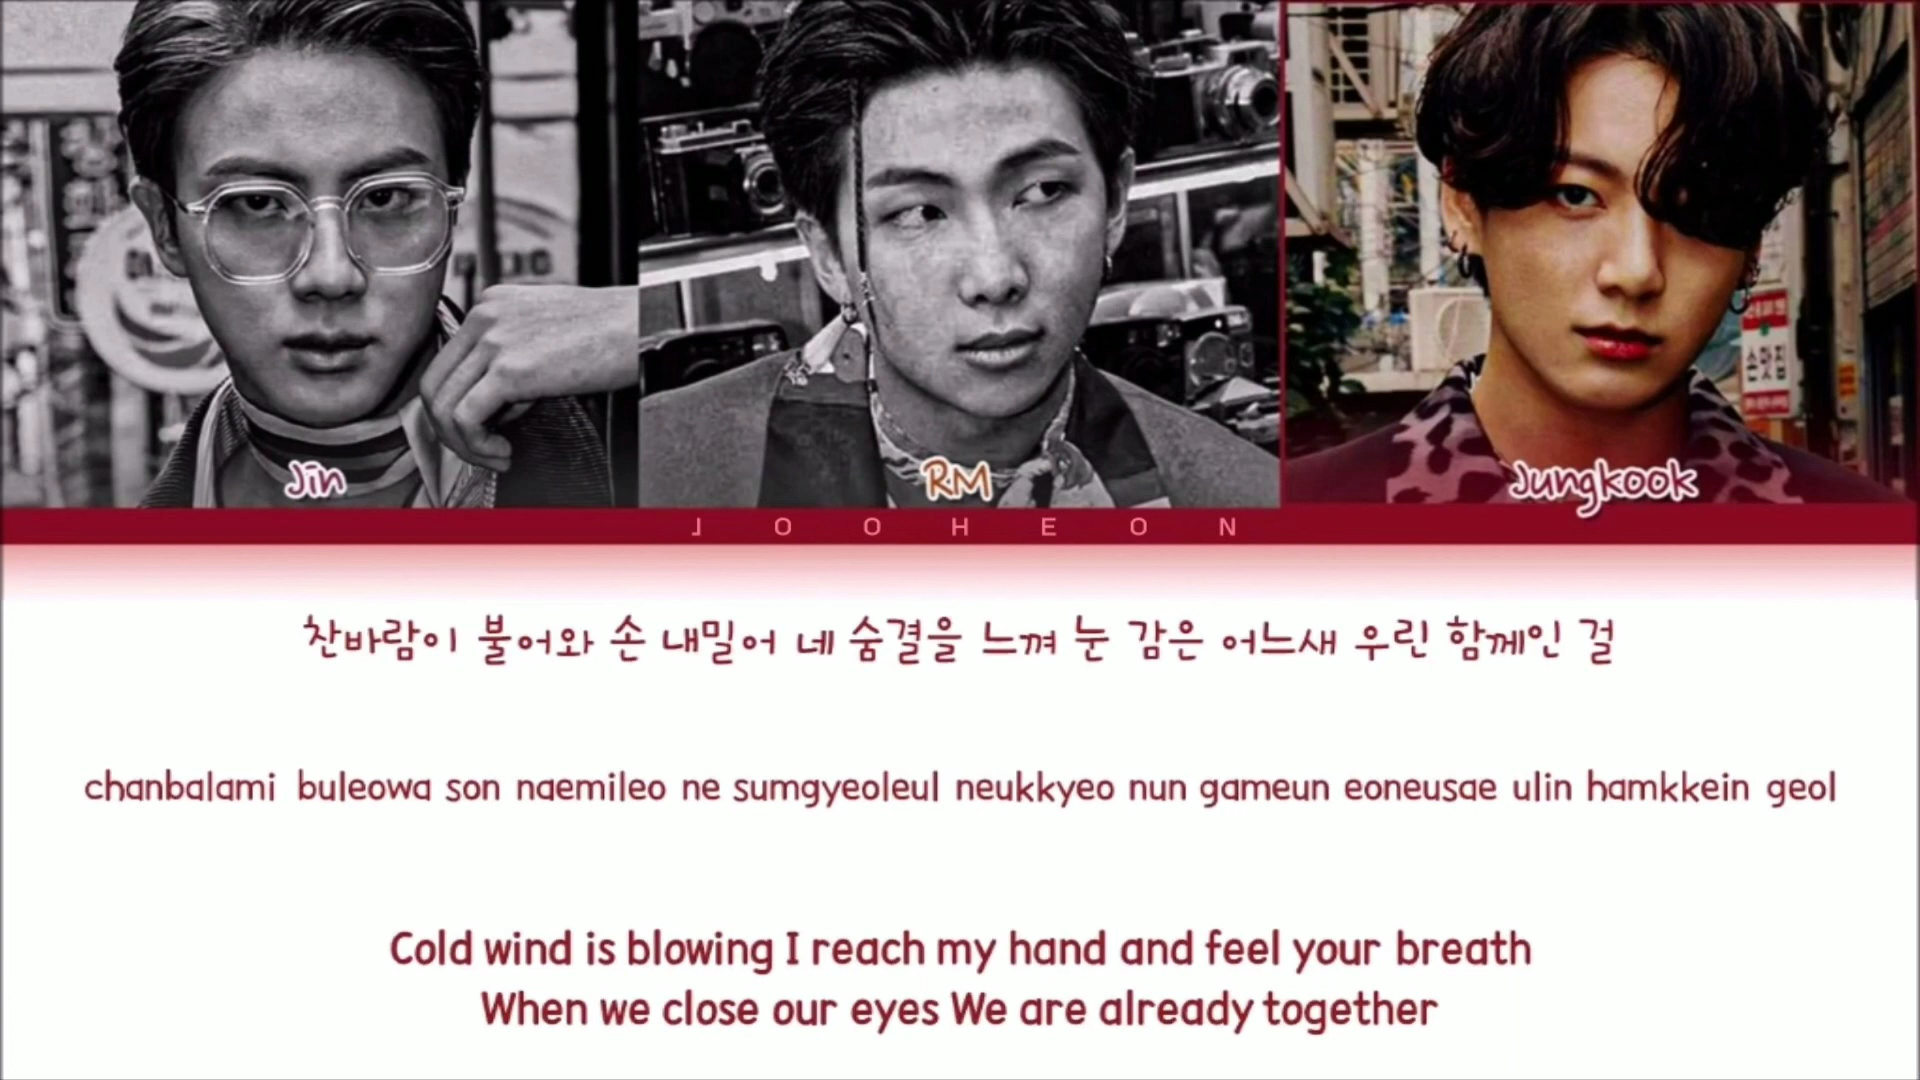 Jin
RM
Jungkook
JOOHEON
찬바람이 불어와 손 내밀어 네 숨결을 느껴 눈 감은 어느새 우린 함께인 걸
chanbalami buleowa son naemileo ne sumgyeoleul neukkyeo nun gameun eoneusae ulin hamkkein geol
Cold wind is blowing I reach my hand and feel your breath
When we close our eyes We are already together